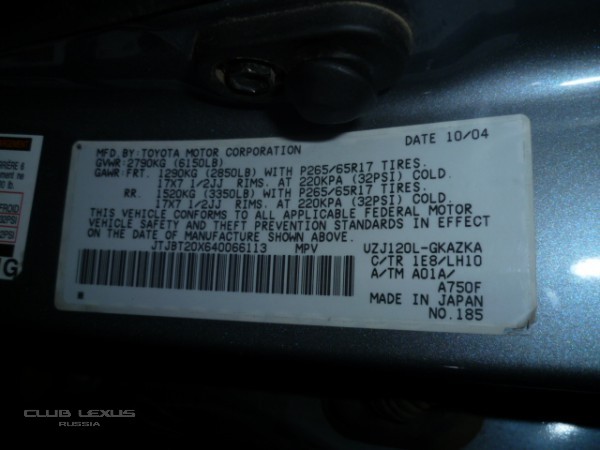 MFD BY:TOYOTA MOTOR CORPORATION DATE 10/04
GVWR:2790KG (6150LB)
GAWR:FRT. 1290KG (2850LB) WITH P265/65R17 TIRES.
17X7 1/2JJ RIMS. AT 220KPA (32PSI) COLD.
RR. 1520KG (3350LB) WITH P265/65R17 TIRES.
17X7 1/2JJ RIMS. AT 220KPA (32PSI) COLD.
THIS VEHICLE CONFORMS TO ALL APPLICABLE FEDERAL MOTOR
VEHICLE SAFETY AND THEFT PREVENTION STANDARDS IN EFFECT
ON THE DATE OF MANUFACTURE SHOWN ABOVE.
JTJBT20X640066113 MPV UZJ120L-GKAZKA
C/TR 1E8/LH10
A/TM A01A/
A750F
MADE IN JAPAN
NO.185
CLUB LEXUS
RUSSIA